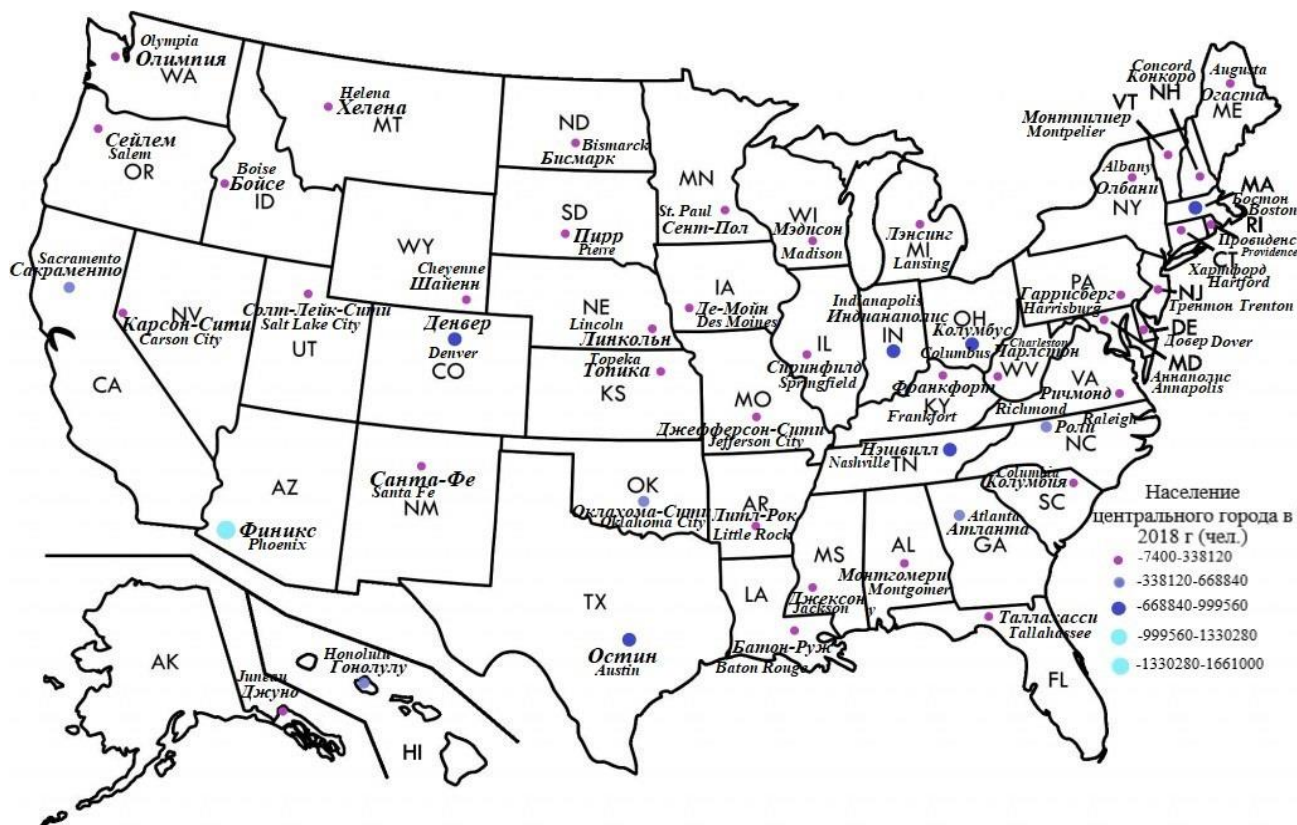 Olympia
Олимпия
WA
Сейлем
Salem
OR
Helena
Хелена
MT
Boise
Бойсе
ID
ND
Bismarck
Бисмарк
SD
Пирр
Pierre
WY
Cheyenne
Шайенн
MN
St. Paul
Сент-Пол
WI
Мэдисон
Madison
Лэнсинг
MI
Lansing
Concord
Конкорд
NH
VT
Монтпилиер
Montpelier
Augusta
Огаста
ME
Albany
Олбани
NY
MA
Бостон
Boston
RI
Провиденс
Providence
CT
Хартфорд
Hartford
Sacramento
Сакраменто
CA
NV
Карсон-Сити
Carson City
Солт-Лейк-Сити
Salt Lake City
UT
Денвер
Denver
CO
NE
Lincoln
Линкольн
IA
Де-Мойн
Des Moines
Topeka
Топика
KS
MO
Джефферсон-Сити
Jefferson City
IL
Спринфилд
Springfield
Indianapolis
Индианаполис
IN
OH
Колумбус
Columbus
PA
Гаррисберг
Harrisburg
NJ
Трентон Trenton
DE
Довер Dover
MD
Аннаполис
Annapolis
Charleston
Чарлстон
WV
VA
Ричмонд
Richmond
Франкфорт
KY
Frankfort
Raleigh
Роли
NC
Нэшвилл
Nashville
TN
Columbia
Колумбия
SC
AZ
Финикс
Phoenix
Санта-Фе
Santa Fe
NM
OK
Оклахома-Сити
Oklahoma City
AR
Литл-Рок
Little Rock
MS
Джексон
Jackson
AL
Монтгомери
Montgomer
y
Atlanta
Атланта
GA
TX
Остин
Austin
LA
Батон-Руж
Baton Rouge
Таллахасси
Tallahassee
FL
AK
Juneau
Джуно
Honolulu
Гонолулу
HI
Население
центрального города в
2018 г (чел.)
-7400-338120
-338120-668840
-668840-999560
-999560-1330280
-1330280-1661000